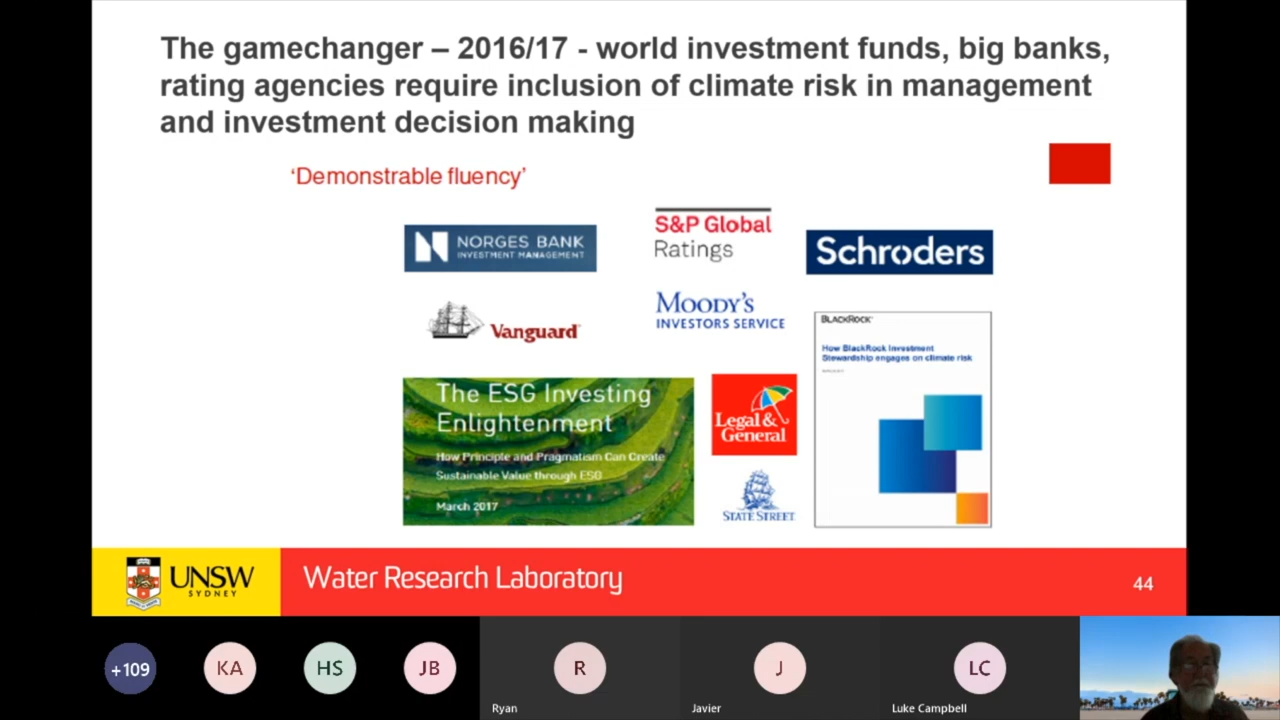 The gamechanger – 2016/17 - world investment funds, big banks,
rating agencies require inclusion of climate risk in management
and investment decision making
‘Demonstrable fluency’
NORGES BANK
INVESTMENT MANAGEMENT
S&P Global
Ratings
Schroders
Vanguard
MOODY'S
INVESTORS SERVICE
BLACKROCK
How BlackRock Investment
Stewardship engages on climate risk
The ESG Investing
Enlightenment
How Principle and Pragmatism Can Create
Sustainable Value through ESG
March 2017
Legal&
General
STATE STREET
UNSW
SYDNEY
Water Research Laboratory
44
+109
KA
HS
JB
R
J
LC
Ryan
Javier
Luke Campbell